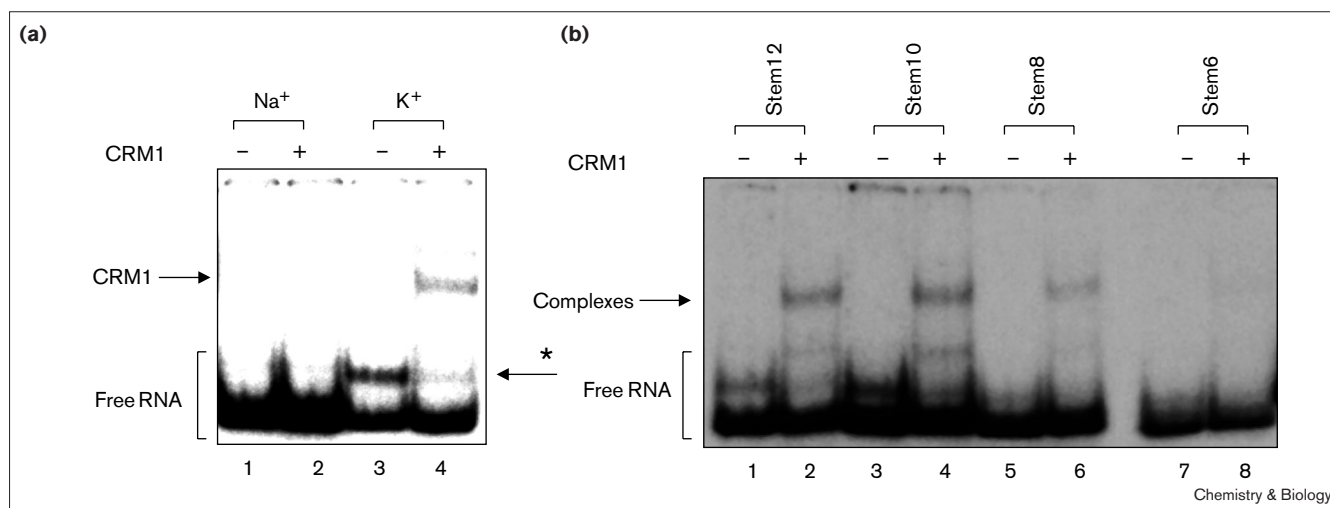 (a)
Na+ K+
CRM1 – + – +
CRM1
*
Free RNA
1 2 3 4
(b)
Stem12 Stem10 Stem8 Stem6
CRM1 – + – + – + – +
Complexes
Free RNA
1 2 3 4 5 6 7 8
Chemistry & Biology